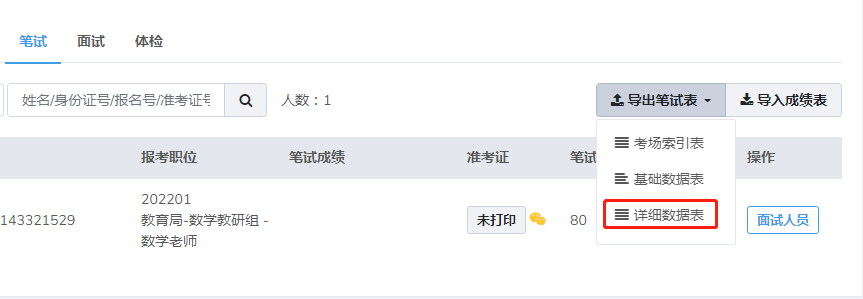 笔试 面试 体检
姓名/身份证号/报名号/准考证号 人数：1 导出笔试表 导入成绩表
考场索引表
报考职位 笔试成绩 准考证 笔试 操作
基础数据表
202201
143321529 教育局-数学教研组 - 未打印 80 详细数据表 面试人员
数学老师